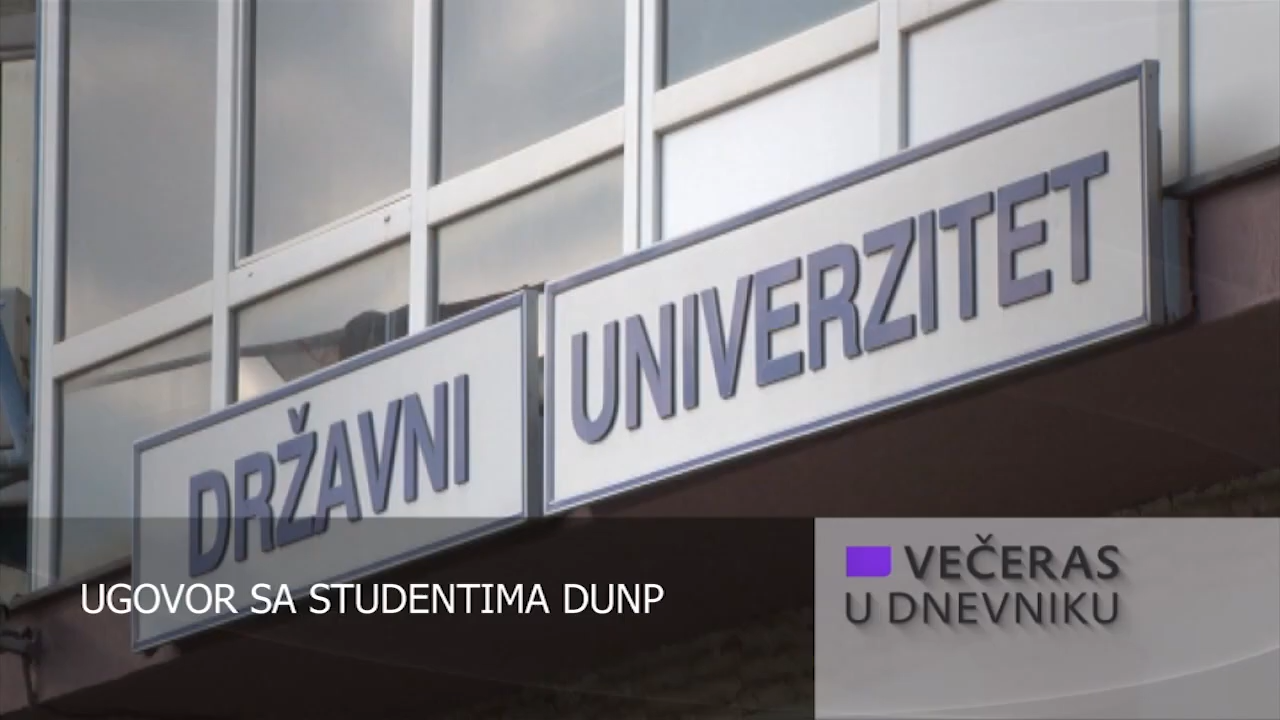 DRŽAVNI UNIVERZITET
UGOVOR SA STUDENTIMA DUNP
VEČERAS
U DNEVNIKU